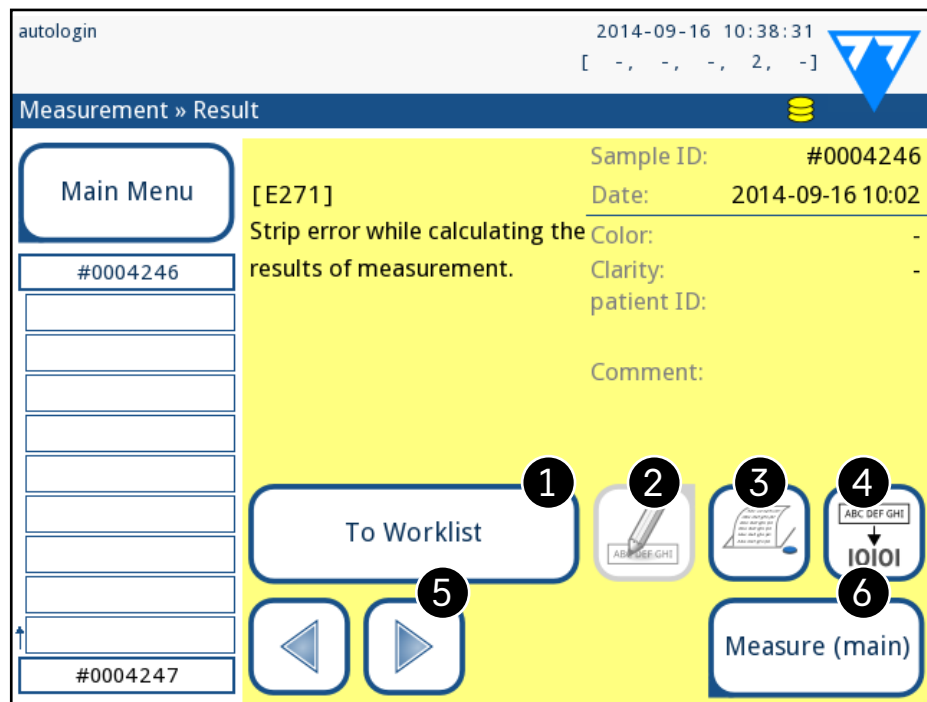 autologin
2014-09-16 10:38:31
[ -, -, -, 2, -]
Measurement » Result
Main Menu
#0004246
#0004247
[E271]
Strip error while calculating the
results of measurement.
Sample ID: #0004246
Date: 2014-09-16 10:02
Color: -
Clarity: -
patient ID:
Comment:
1
2
3
4
To Worklist
ABC DEF GHI
ABC DEF GHI
IOIOI
5
6
Measure (main)